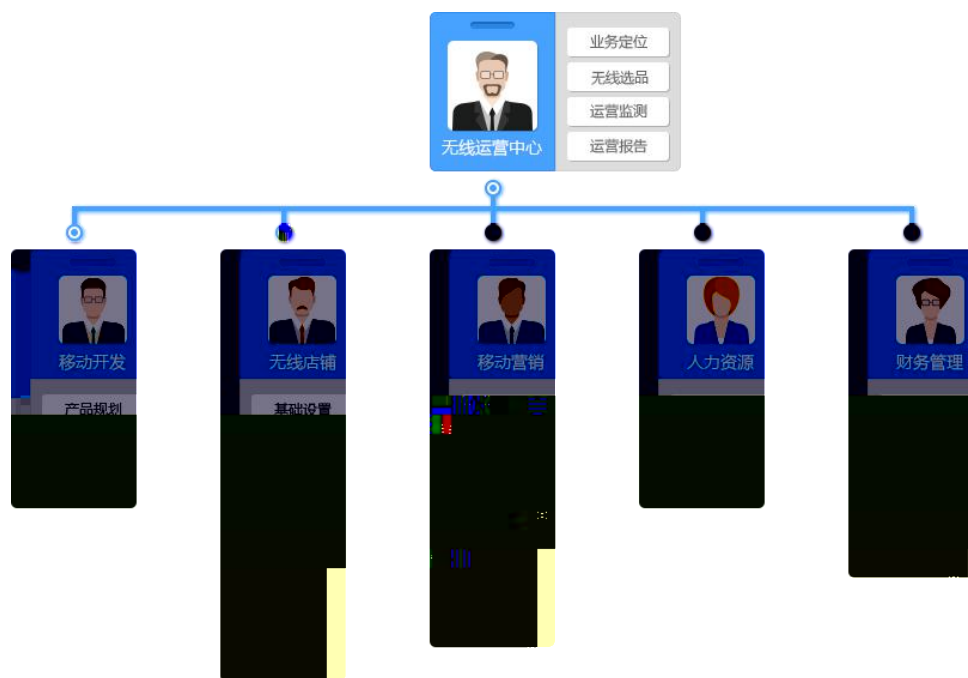 业务定位
无线选品
运营监测
运营报告
无线运营中心
移动开发
无线店铺
移动营销
人力资源
财务管理
产品规划
基础设置